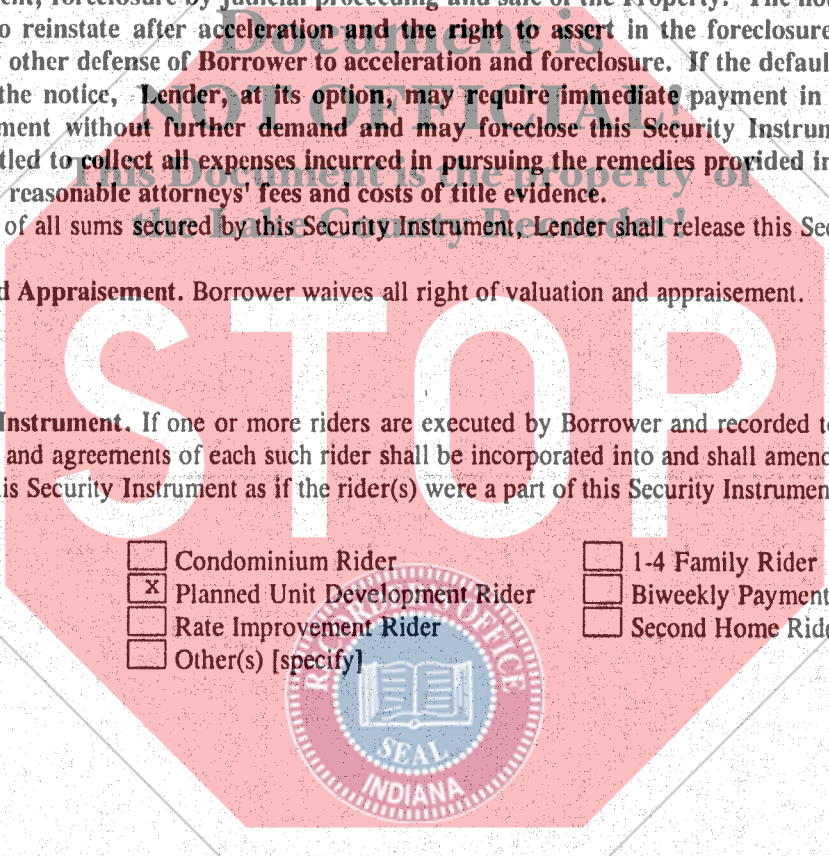 ent, foreclosure by judicial proceeding and sale of the Property. The no
o reinstate after acceleration and the right to assert in the foreclosure
other defense of Borrower to acceleration and foreclosure. If the defaul
the notice, Lender, at its option, may require immediate payment in
ment without further demand and may foreclose this Security Instrum
tled to collect all expenses incurred in pursuing the remedies provided in
reasonable attorneys' fees and costs of title evidence.
of all sums secured by this Security Instrument, Lender shall release this Sec
d Appraisement. Borrower waives all right of valuation and appraisement.
Instrument. If one or more riders are executed by Borrower and recorded t
and agreements of each such rider shall be incorporated into and shall amend
is Security Instrument as if the rider(s) were a part of this Security Instrumen
Condominium Rider
x Planned Unit Development Rider
Rate Improvement Rider
Other(s) [specify]
1-4 Family Rider
Biweekly Payment
Second Home Ride
Document is
NOT OFFICIAL!
This Document is the property of
the Lake County Recorder!
STOP
RECORDER'S OFFICE
SEAL
INDIANA